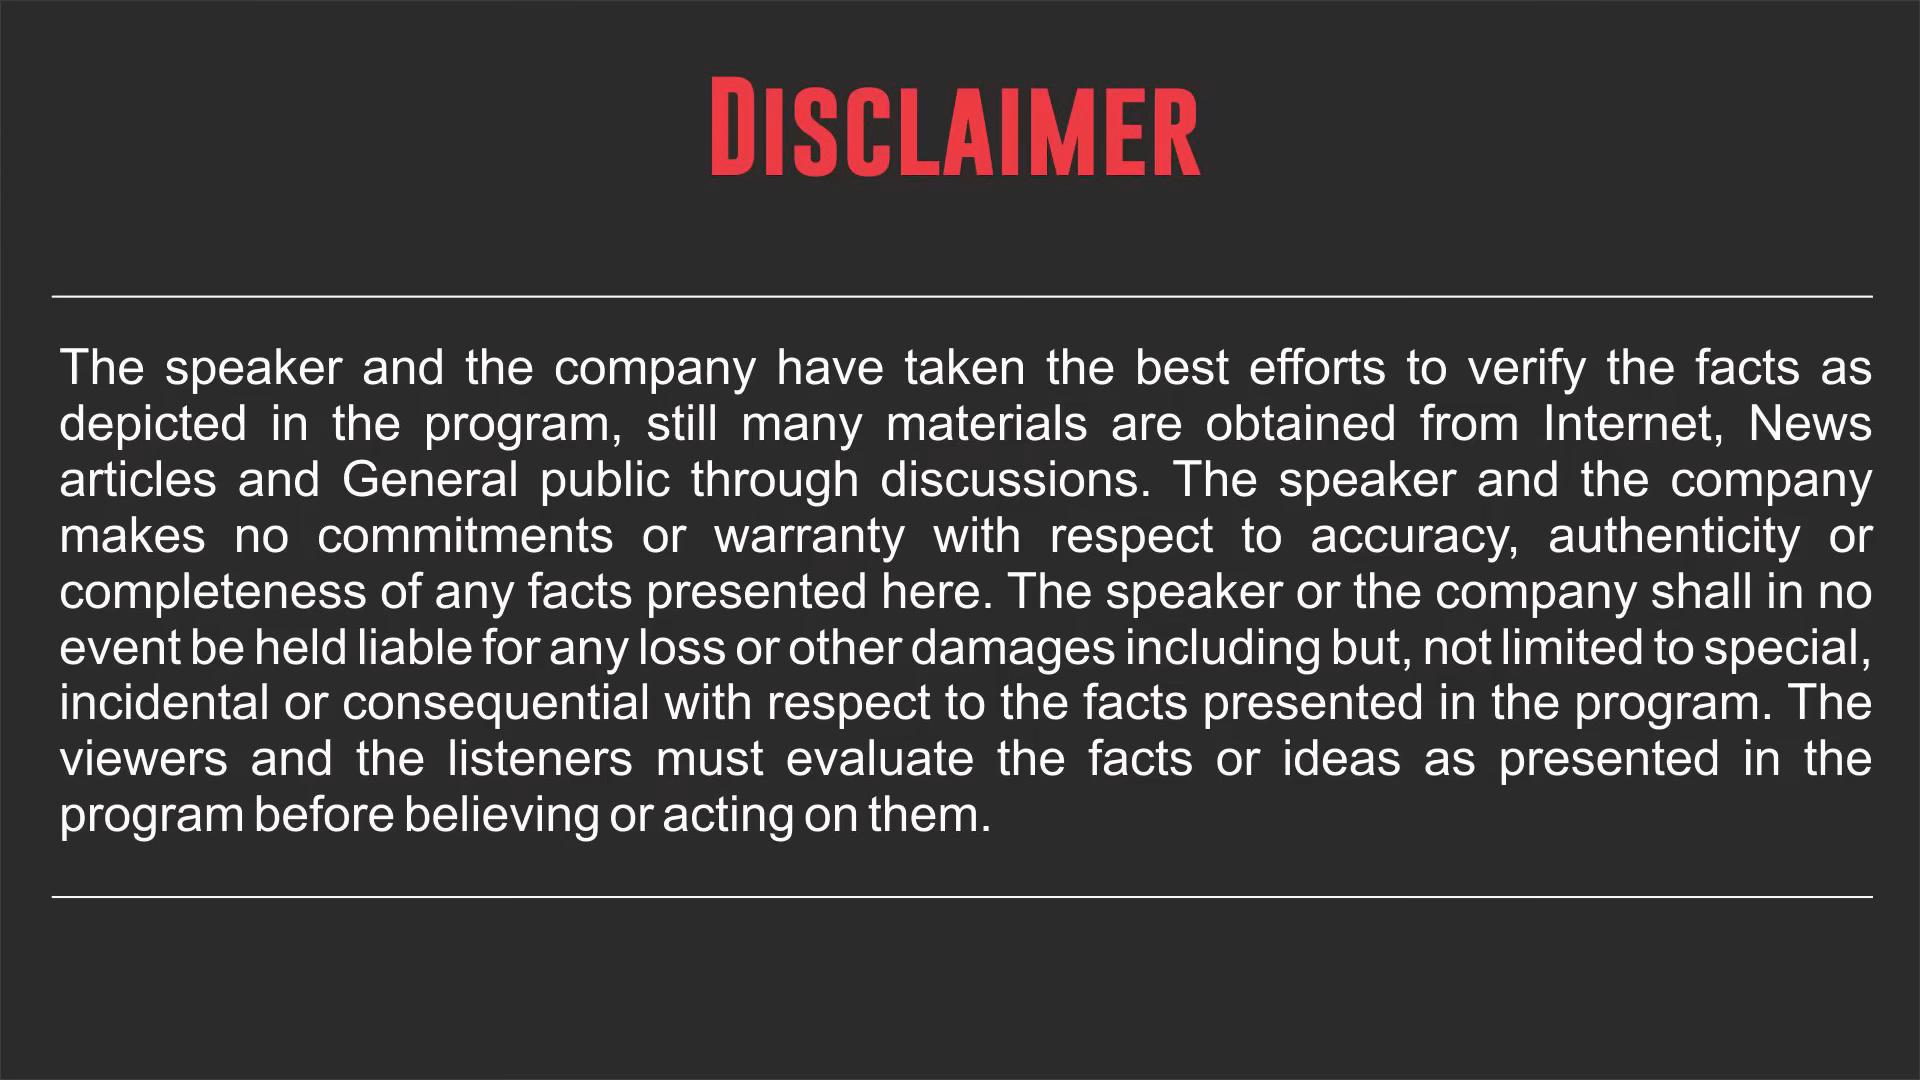 Disclaimer
The speaker and the company have taken the best efforts to verify the facts as
depicted in the program, still many materials are obtained from Internet, News
articles and General public through discussions. The speaker and the company
makes no commitments or warranty with respect to accuracy, authenticity or
completeness of any facts presented here. The speaker or the company shall in no
event be held liable for any loss or other damages including but, not limited to special,
incidental or consequential with respect to the facts presented in the program. The
viewers and the listeners must evaluate the facts or ideas as presented in the
program before believing or acting on them.